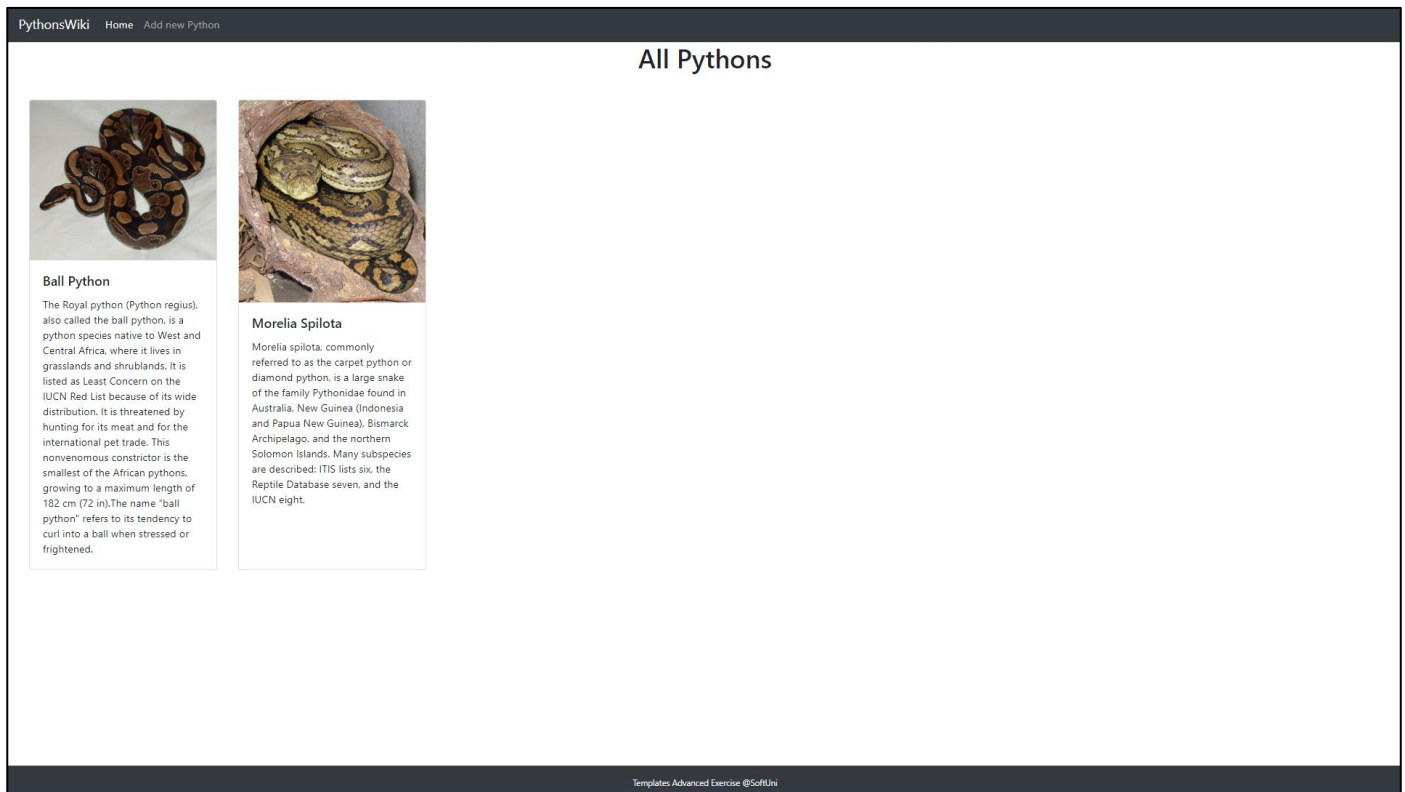 PythonsWiki Home Add new Python
All Pythons
Ball Python
The Royal python (Python regius),
also called the ball python, is a
python species native to West and
Central Africa, where it lives in
grasslands and shrublands. It is
listed as Least Concern on the
IUCN Red List because of its wide
distribution. It is threatened by
hunting for its meat and for the
international pet trade. This
nonvenomous constrictor is the
smallest of the African pythons,
growing to a maximum length of
182 cm (72 in).The name "ball
python" refers to its tendency to
curl into a ball when stressed or
frightened.
Morelia Spilota
Morelia spilota, commonly
referred to as the carpet python or
diamond python, is a large snake
of the family Pythonidae found in
Australia, New Guinea (Indonesia
and Papua New Guinea), Bismarck
Archipelago, and the northern
Solomon Islands. Many subspecies
are described: ITIS lists six, the
Reptile Database seven, and the
IUCN eight.
Templates Advanced Exercise @SoftUni